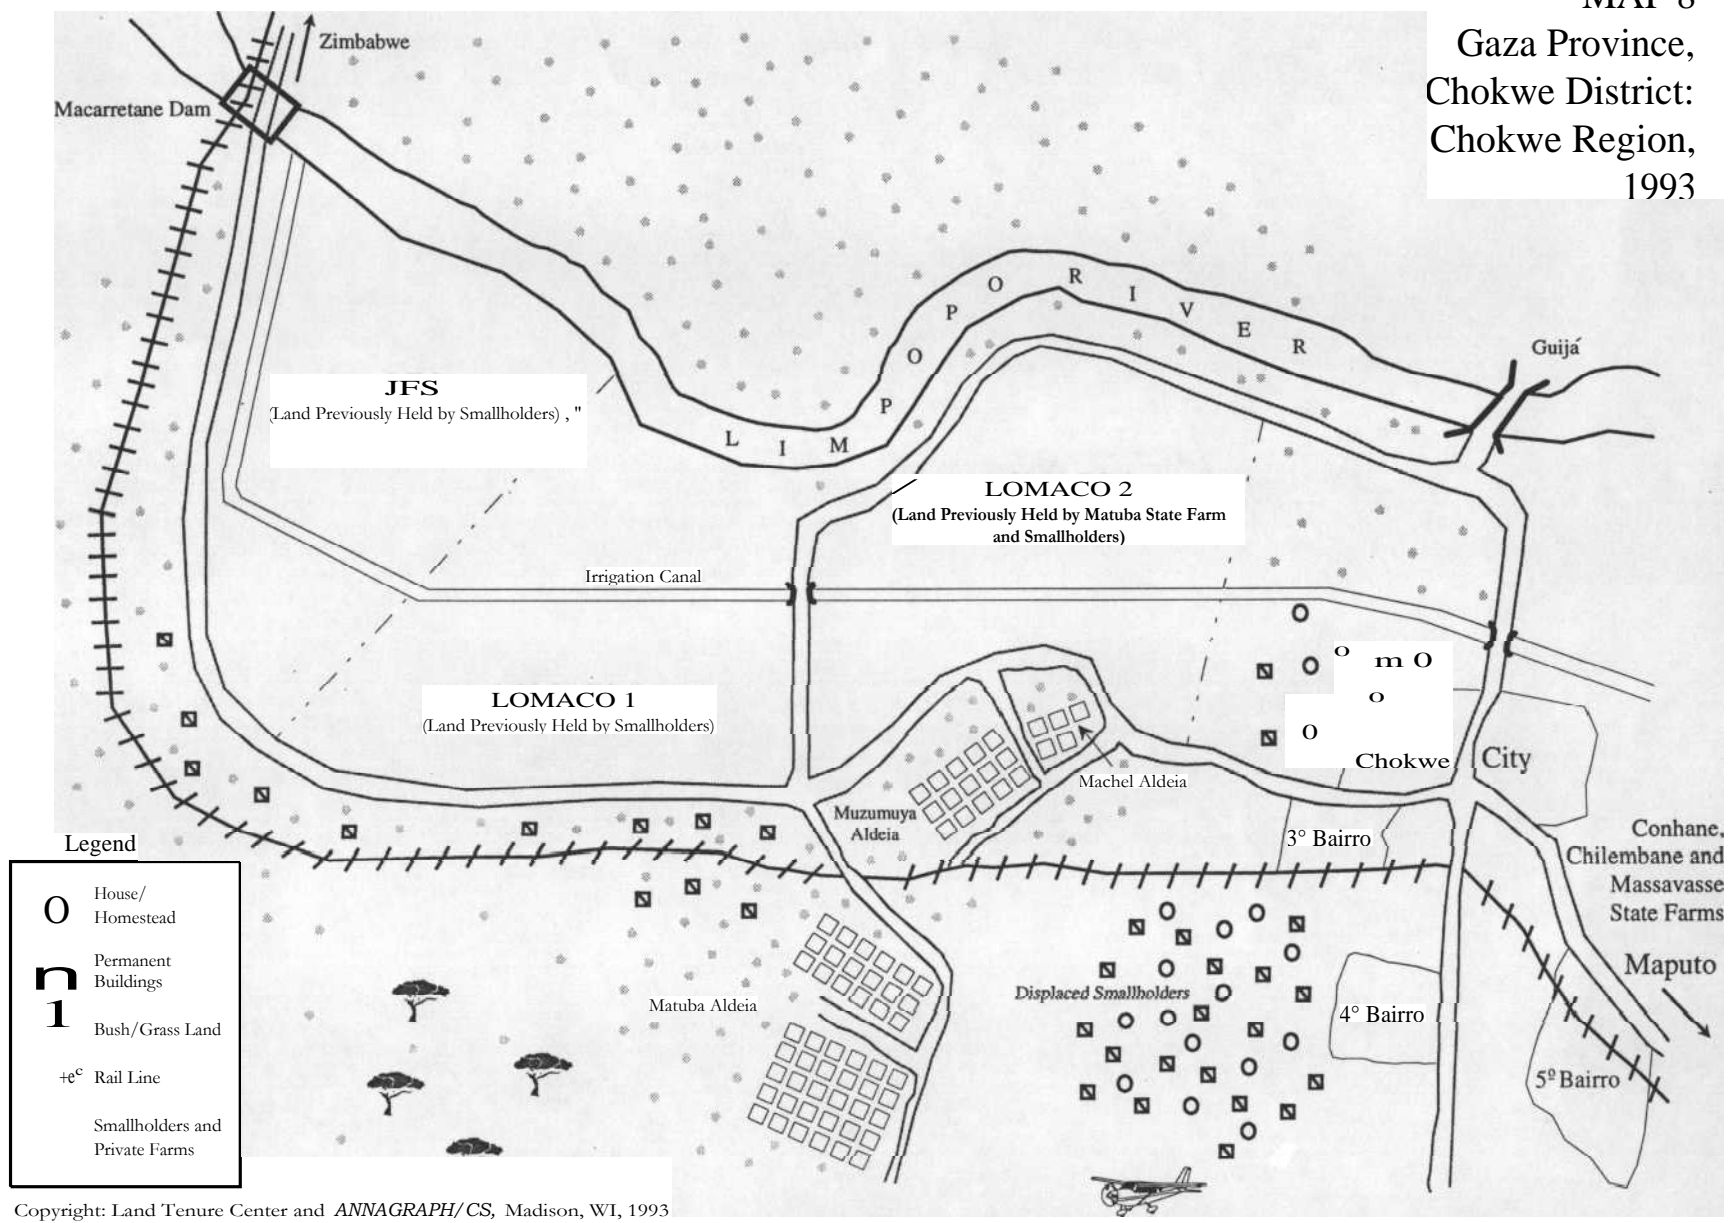 MAP 8
Gaza Province,
Chokwe District:
Chokwe Region,
1993
Zimbabwe
Macarretane Dam
LIMPOPO RIVER
Guijá
JFS
(Land Previously Held by Smallholders) , "
LOMACO 2
(Land Previously Held by Matuba State Farm
and Smallholders)
Irrigation Canal
LOMACO 1
(Land Previously Held by Smallholders)
o m O
o
O
Chokwe City
Machel Aldeia
Muzumuya
Aldeia
3° Bairro
Conhane,
Chilembane and
Massavasse
State Farms
Maputo
Displaced Smallholders
4° Bairro
5º Bairro
Matuba Aldeia
Legend
O House/
Homestead
n Permanent
Buildings
1 Bush/Grass Land
+e^c Rail Line
Smallholders and
Private Farms
Copyright: Land Tenure Center and ANNAGRAPH/CS, Madison, WI, 1993